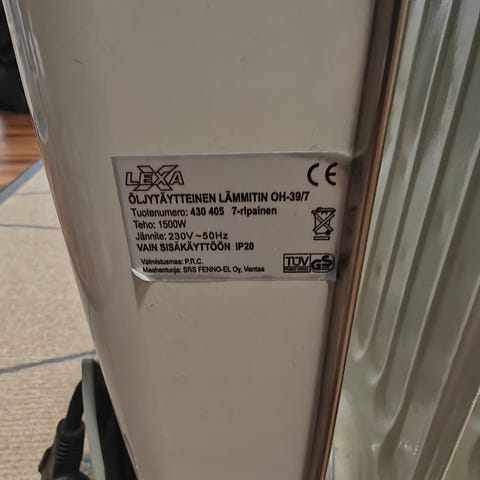 LEXA CE
ÖLJYTÄYTTEINEN LÄMMITIN OH-39/7
Tuotenumero: 430 405 7-ripainen
Teho: 1500W
Jännite: 230V ~50Hz
VAIN SISÄKÄYTTÖÖN IP20
Valmistusmaa: P.R.C.
Maahantuoja: SRS FENNO-EL Oy, Vantaa
TÜV GS